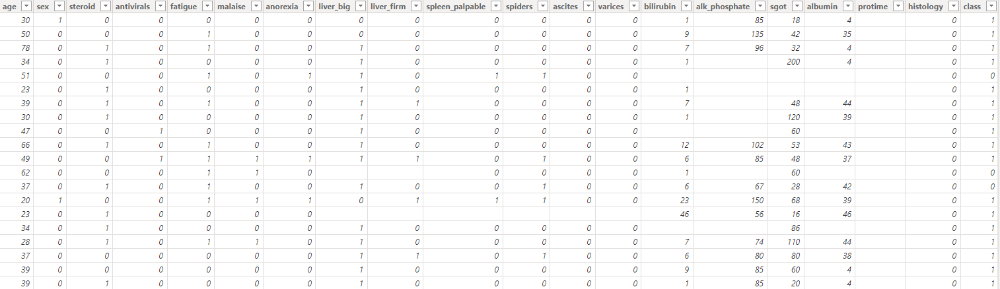 age sex steroid antivirals fatigue malaise anorexia liver_big liver_firm spleen_palpable spiders ascites varices bilirubin alk_phosphate sgot albumin protime histology class
30 1 0 0 0 0 0 0 0 0 0 0 0 1 85 18 4 0 1
50 0 0 0 1 0 0 0 0 0 0 0 0 9 135 42 35 0 1
78 0 1 0 1 0 0 1 0 0 0 0 0 7 96 32 4 0 1
34 0 1 0 0 0 0 1 0 0 0 0 0 1 200 4 0 1
51 0 0 0 1 0 1 1 0 1 1 0 0 0 0
23 0 1 0 0 0 0 1 0 0 0 0 0 1 0 1
39 0 1 0 1 0 0 1 1 0 0 0 0 7 48 44 0 1
30 0 1 0 0 0 0 1 0 0 0 0 0 1 120 39 0 1
47 0 0 1 0 0 0 1 0 0 0 0 0 60 0 1
66 0 1 0 1 0 0 1 0 0 0 0 0 12 102 53 43 0 1
49 0 0 1 1 1 1 1 1 0 1 0 0 6 85 48 37 0 1
62 0 0 0 1 1 0 0 0 0 0 1 60 0 0
37 0 1 0 1 0 0 1 0 0 1 0 0 6 67 28 42 0 0
20 1 0 0 1 1 1 0 1 1 1 0 0 23 150 68 39 0 1
23 0 1 0 0 0 0 46 56 16 46 0 1
34 0 1 0 0 0 0 1 0 0 0 0 0 86 0 1
28 0 1 0 1 1 0 1 0 0 0 0 0 7 74 110 44 0 1
37 0 0 0 0 0 0 1 1 0 1 0 0 6 80 80 38 0 1
39 0 0 0 0 0 0 1 0 0 0 0 0 9 85 60 4 0 1
39 0 1 0 0 0 0 1 0 0 0 0 0 1 85 20 4 0 1